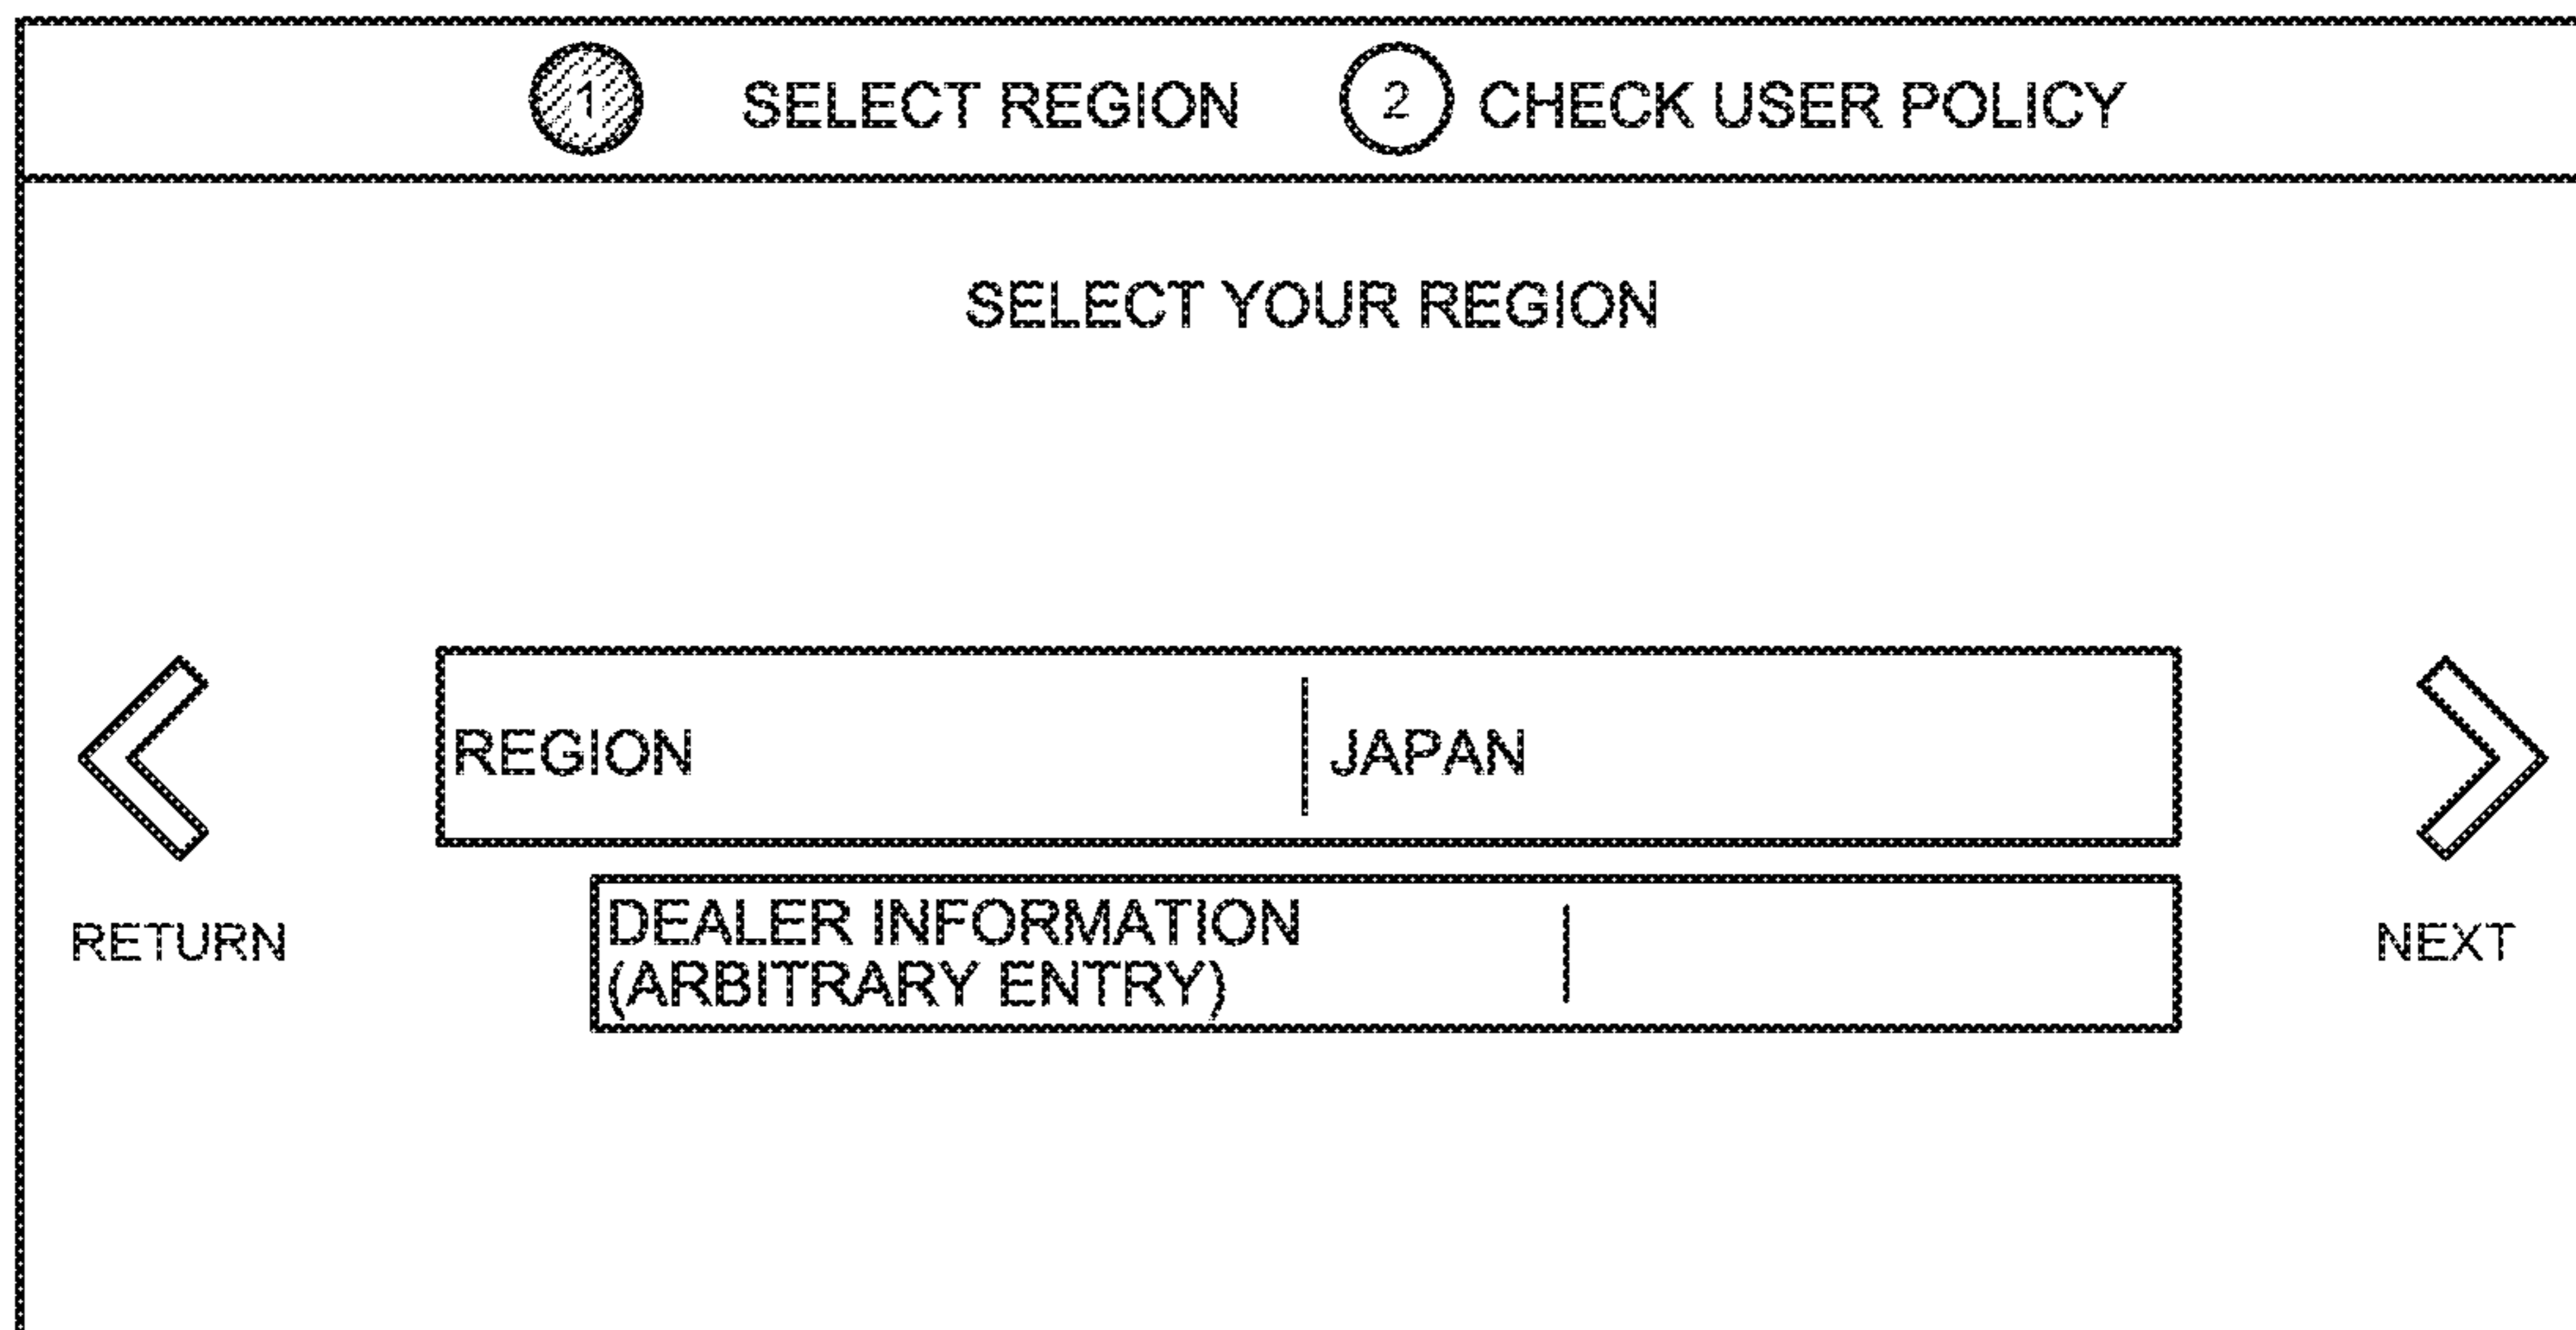 1 SELECT REGION 2 CHECK USER POLICY
SELECT YOUR REGION
REGION JAPAN
DEALER INFORMATION
(ARBITRARY ENTRY)
RETURN NEXT